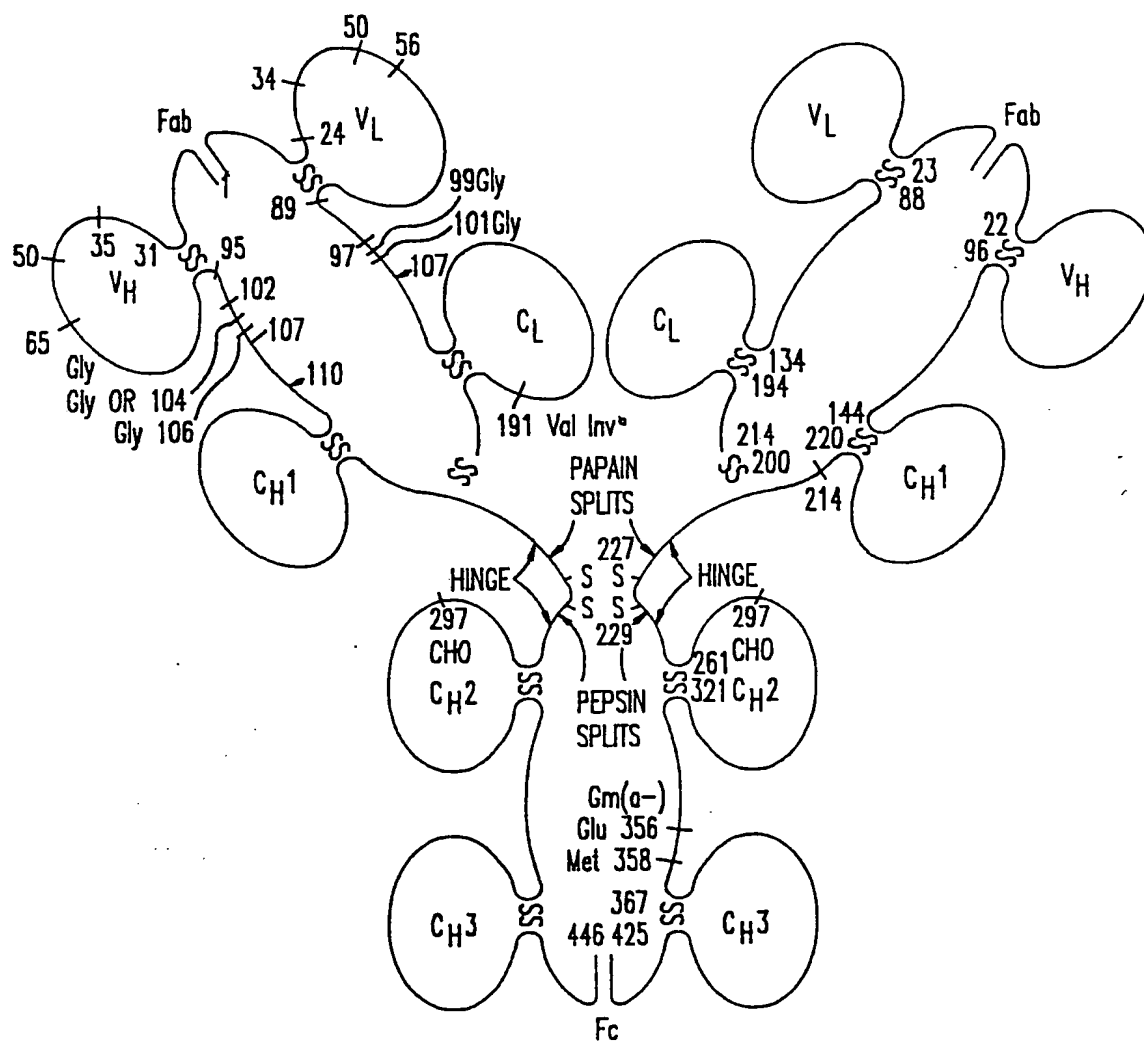 50
56
34
V L
V L
Fab
Fab
24
1
99Gly
23
89
88
101Gly
22
35
31
95
97
107
96
50
V H
V H
102
C L
C L
107
65
134
Gly
110
194
Gly OR 104
191 Val Inv
144
Gly 106
214
220
200
PAPAIN
SPLITS
C H 1
C H 1
214
227
HINGE
S S
HINGE
S S
297
297
229
CHO
261 CHO
C H 2
321 C H 2
PEPSIN
SPLITS
Gm(a-)
Glu 356
Met 358
367
C H 3
446 425
C H 3
Fc